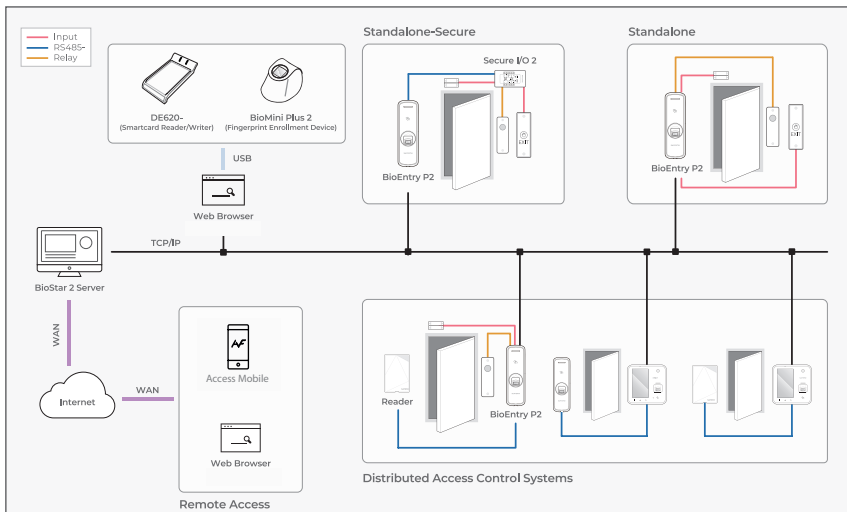 Input
RS485-
Relay
DE620-
(Smartcard Reader/Writer)
BioMini Plus 2
(Fingerprint Enrollment Device)
USB
Web Browser
Standalone-Secure
Secure I/O 2
EXIT
BioEntry P2
Standalone
EXIT
BioEntry P2
TCP/IP
BioStar 2 Server
WAN
Internet
WAN
Access Mobile
Web Browser
Remote Access
Reader
BioEntry P2
Distributed Access Control Systems